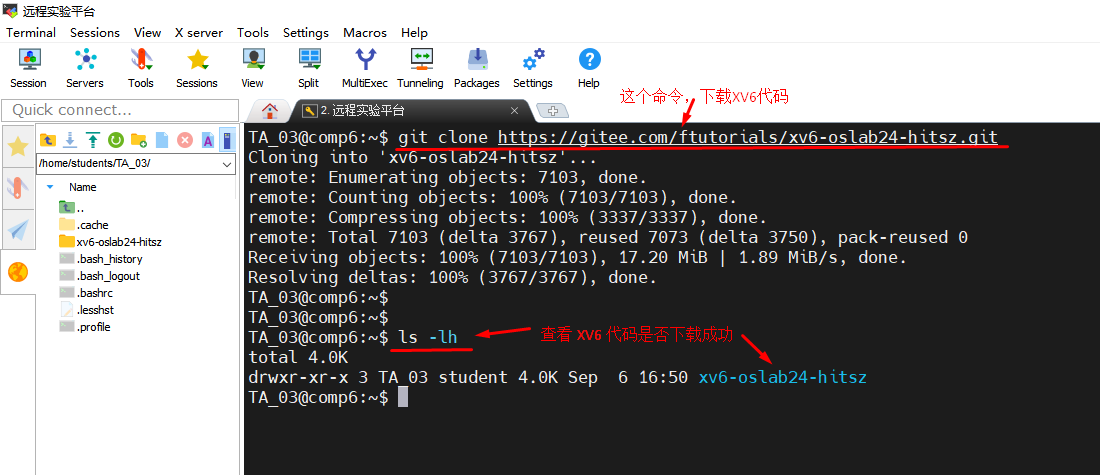 远程实验平台
Terminal Sessions View X server Tools Settings Macros Help
Session Servers Tools Sessions View Split MultiExec Tunneling Packages Settings Help
Quick connect...
2. 远程实验平台
这个命令，下载XV6代码
/home/students/TA_03/
Name
..
.cache
xv6-oslab24-hitsz
.bash_history
.bash_logout
.bashrc
.lesshst
.profile
TA_03@comp6:~$ git clone https://gitee.com/ftutorials/xv6-oslab24-hitsz.git
Cloning into 'xv6-oslab24-hitsz'...
remote: Enumerating objects: 7103, done.
remote: Counting objects: 100% (7103/7103), done.
remote: Compressing objects: 100% (3337/3337), done.
remote: Total 7103 (delta 3767), reused 7073 (delta 3750), pack-reused 0
Receiving objects: 100% (7103/7103), 17.20 MiB | 1.89 MiB/s, done.
Resolving deltas: 100% (3767/3767), done.
TA_03@comp6:~$
TA_03@comp6:~$
TA_03@comp6:~$ ls -lh
查看 XV6 代码是否下载成功
total 4.0K
drwxr-xr-x 3 TA_03 student 4.0K Sep  6 16:50 xv6-oslab24-hitsz
TA_03@comp6:~$